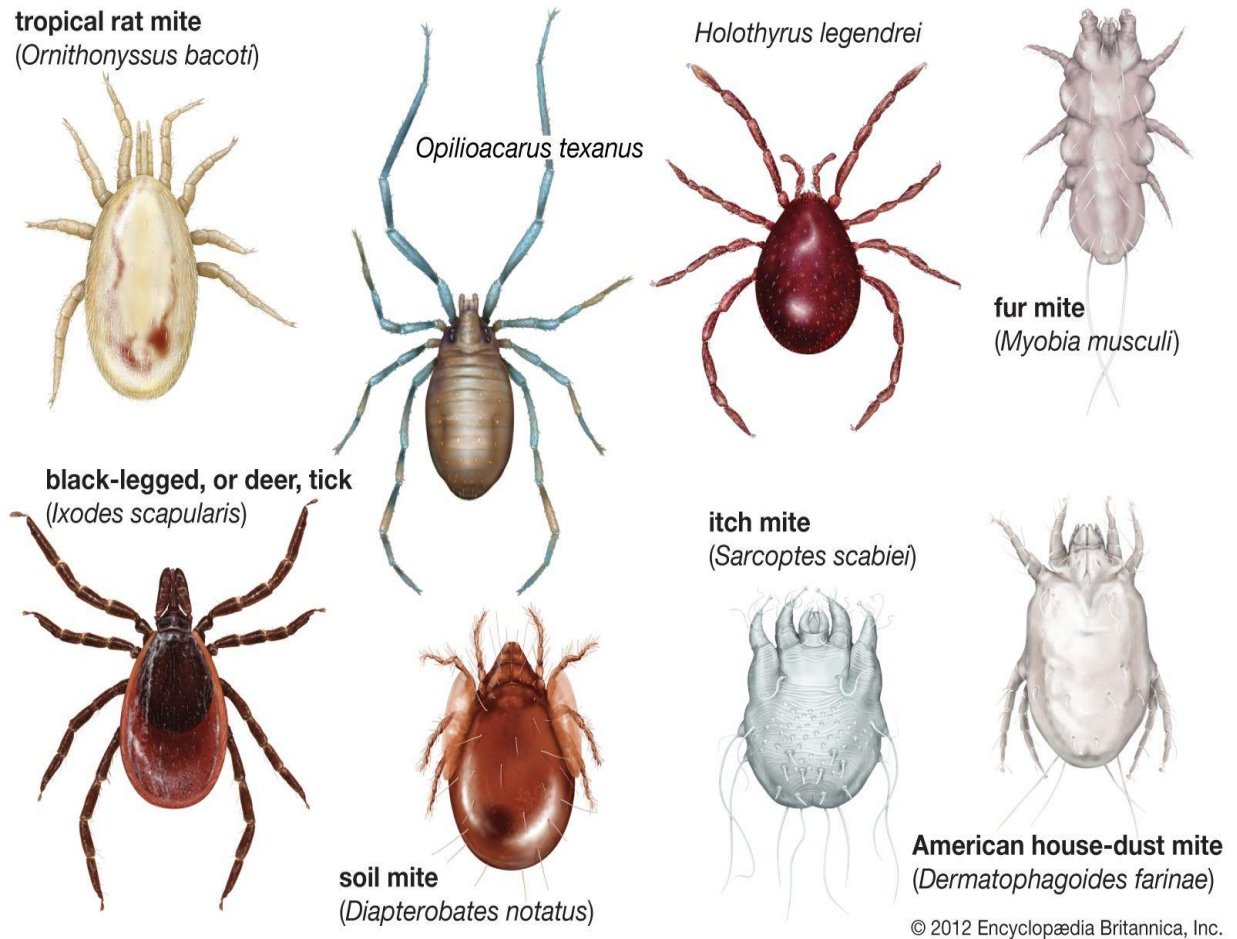 tropical rat mite
(Ornithonyssus bacoti)
Opilioacarus texanus
Holothyrus legendrei
fur mite
(Myobia musculi)
black-legged, or deer, tick
(Ixodes scapularis)
itch mite
(Sarcoptes scabiei)
soil mite
(Diapterobates notatus)
American house-dust mite
(Dermatophagoides farinae)
© 2012 Encyclopædia Britannica, Inc.